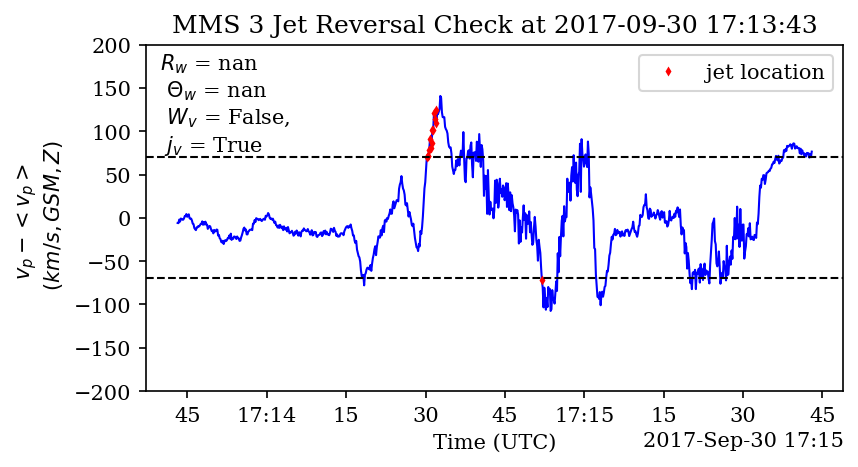 MMS 3 Jet Reversal Check at 2017-09-30 17:13:43
R_w = nan
Θ_w = nan
W_v = False,
j_v = True
jet location
v_p − < v_p >
(km/s, GSM, Z)
200
150
100
50
0
−50
−100
−150
−200
45 17:14 15 30 45 17:15 15 30 45
Time (UTC)
2017-Sep-30 17:15